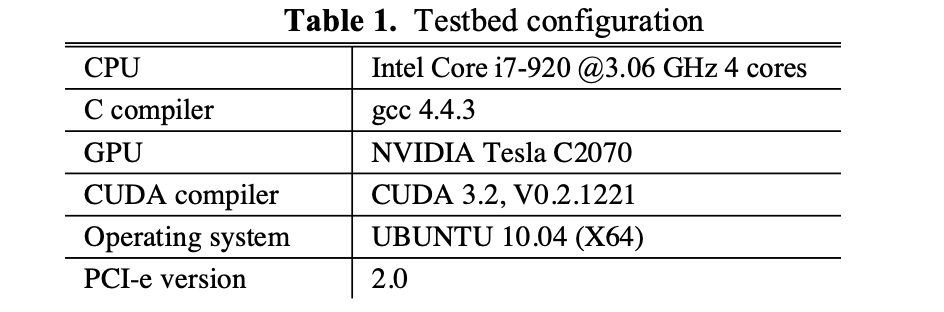 Table 1. Testbed configuration
CPU Intel Core i7-920 @3.06 GHz 4 cores
C compiler gcc 4.4.3
GPU NVIDIA Tesla C2070
CUDA compiler CUDA 3.2, V0.2.1221
Operating system UBUNTU 10.04 (X64)
PCI-e version 2.0